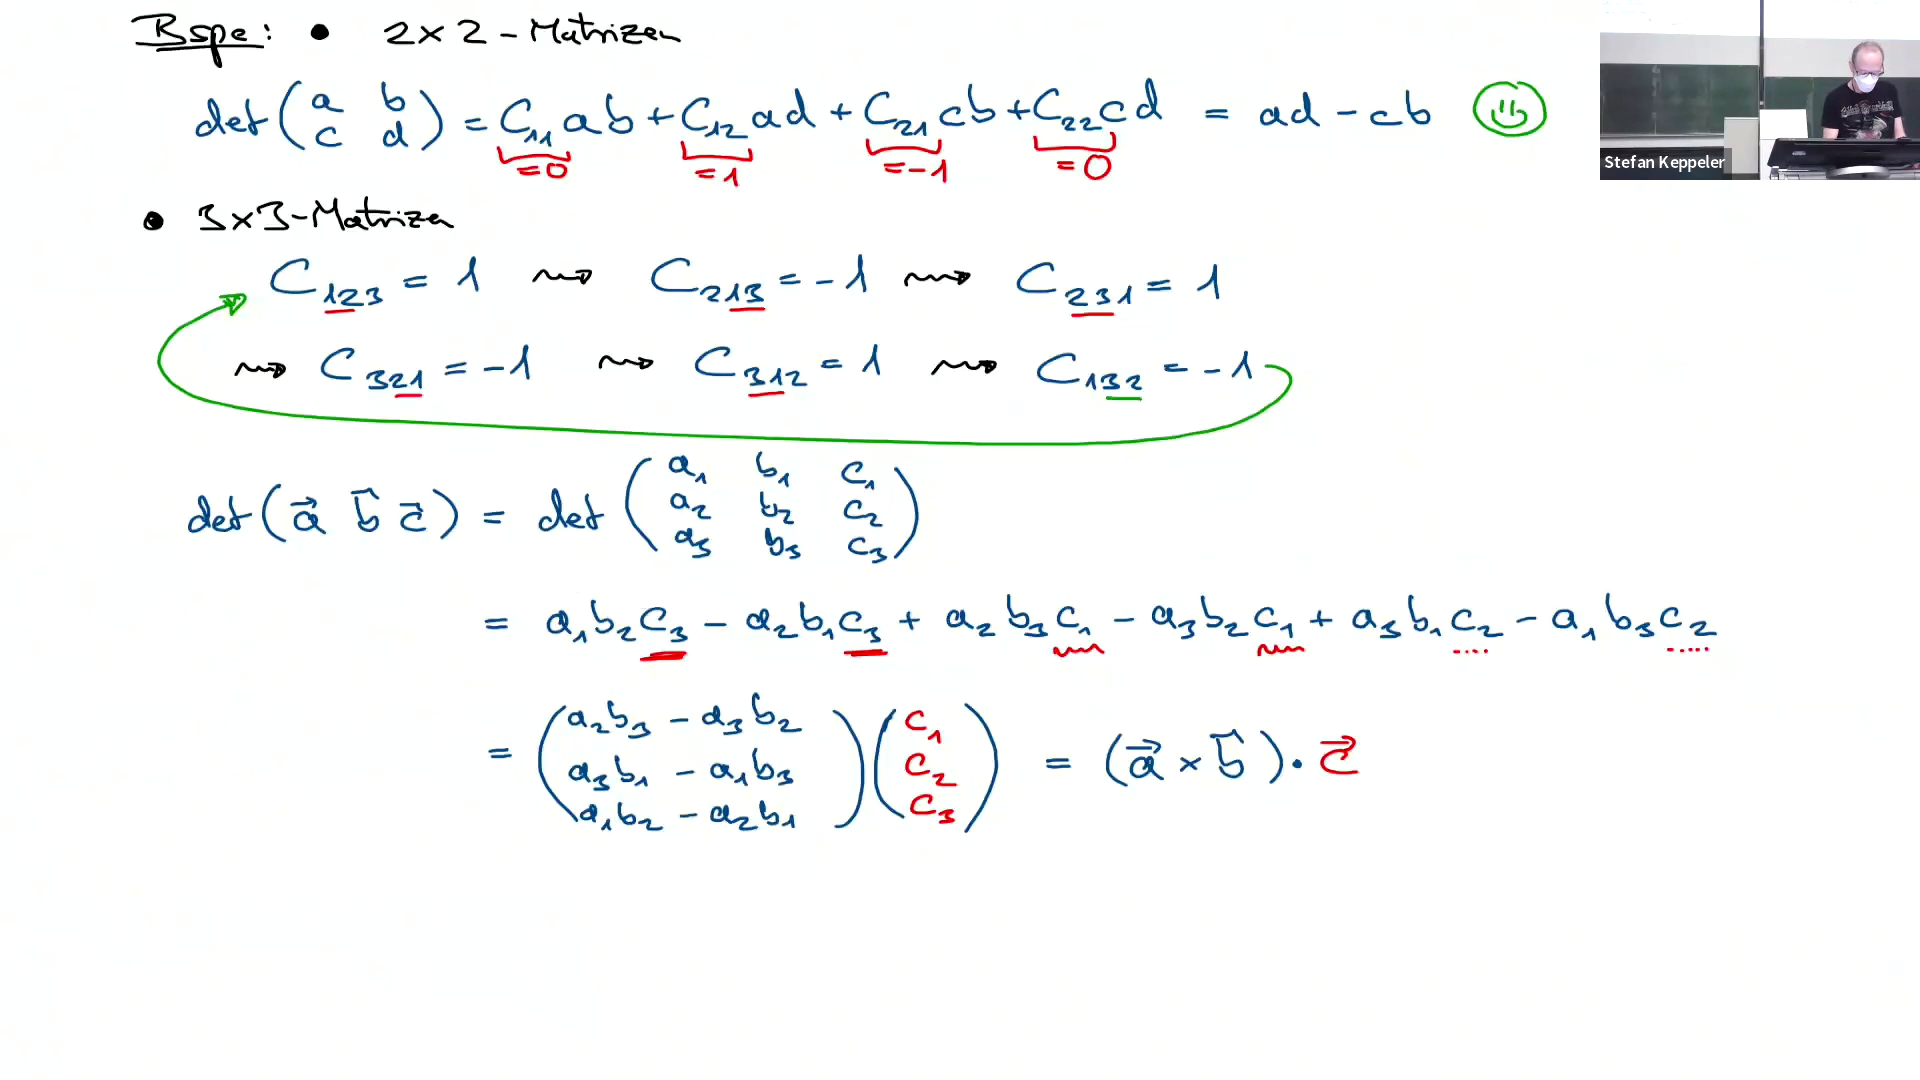 Bspe: • 2×2-Matrizen
det(a b; c d) = C₁₁ab + C₁₂ad + C₂₁cb + C₂₂cd = ad - cb
=0 =1 =-1 =0
Stefan Keppeler
• 3×3-Matrizen
C₁₂₃ = 1 ⇝ C₂₁₃ = -1 ⇝ C₂₃₁ = 1
⇝ C₃₂₁ = -1 ⇝ C₃₁₂ = 1 ⇝ C₁₃₂ = -1
det(a⃗ b⃗ c⃗) = det(a₁ b₁ c₁; a₂ b₂ c₂; a₃ b₃ c₃)
= a₁b₂c₃ - a₂b₁c₃ + a₂b₃c₁ - a₃b₂c₁ + a₃b₁c₂ - a₁b₃c₂
= (a₂b₃ - a₃b₂; a₃b₁ - a₁b₃; a₁b₂ - a₂b₁)(c₁; c₂; c₃) = (a⃗ × b⃗)·c⃗